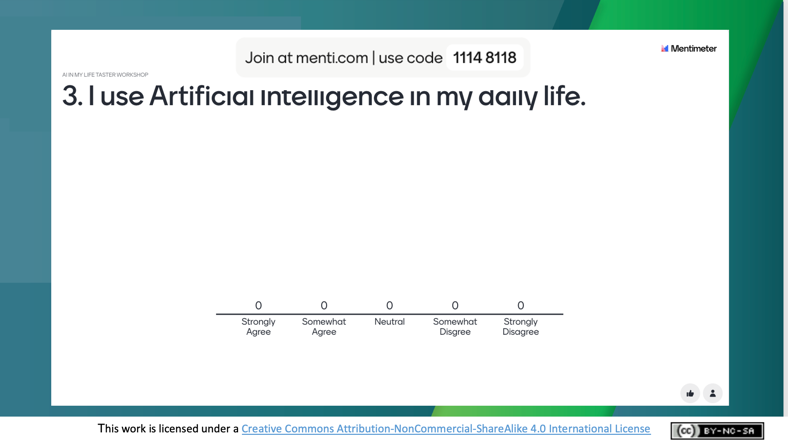 Join at menti.com | use code 1114 8118
Mentimeter
AI IN MY LIFE TASTER WORKSHOP
3. I use Artificial Intelligence in my daily life.
0 0 0 0 0
Strongly Somewhat Neutral Somewhat Strongly
Agree Agree Disgree Disagree
This work is licensed under a Creative Commons Attribution-NonCommercial-ShareAlike 4.0 International License
cc BY-NC-SA